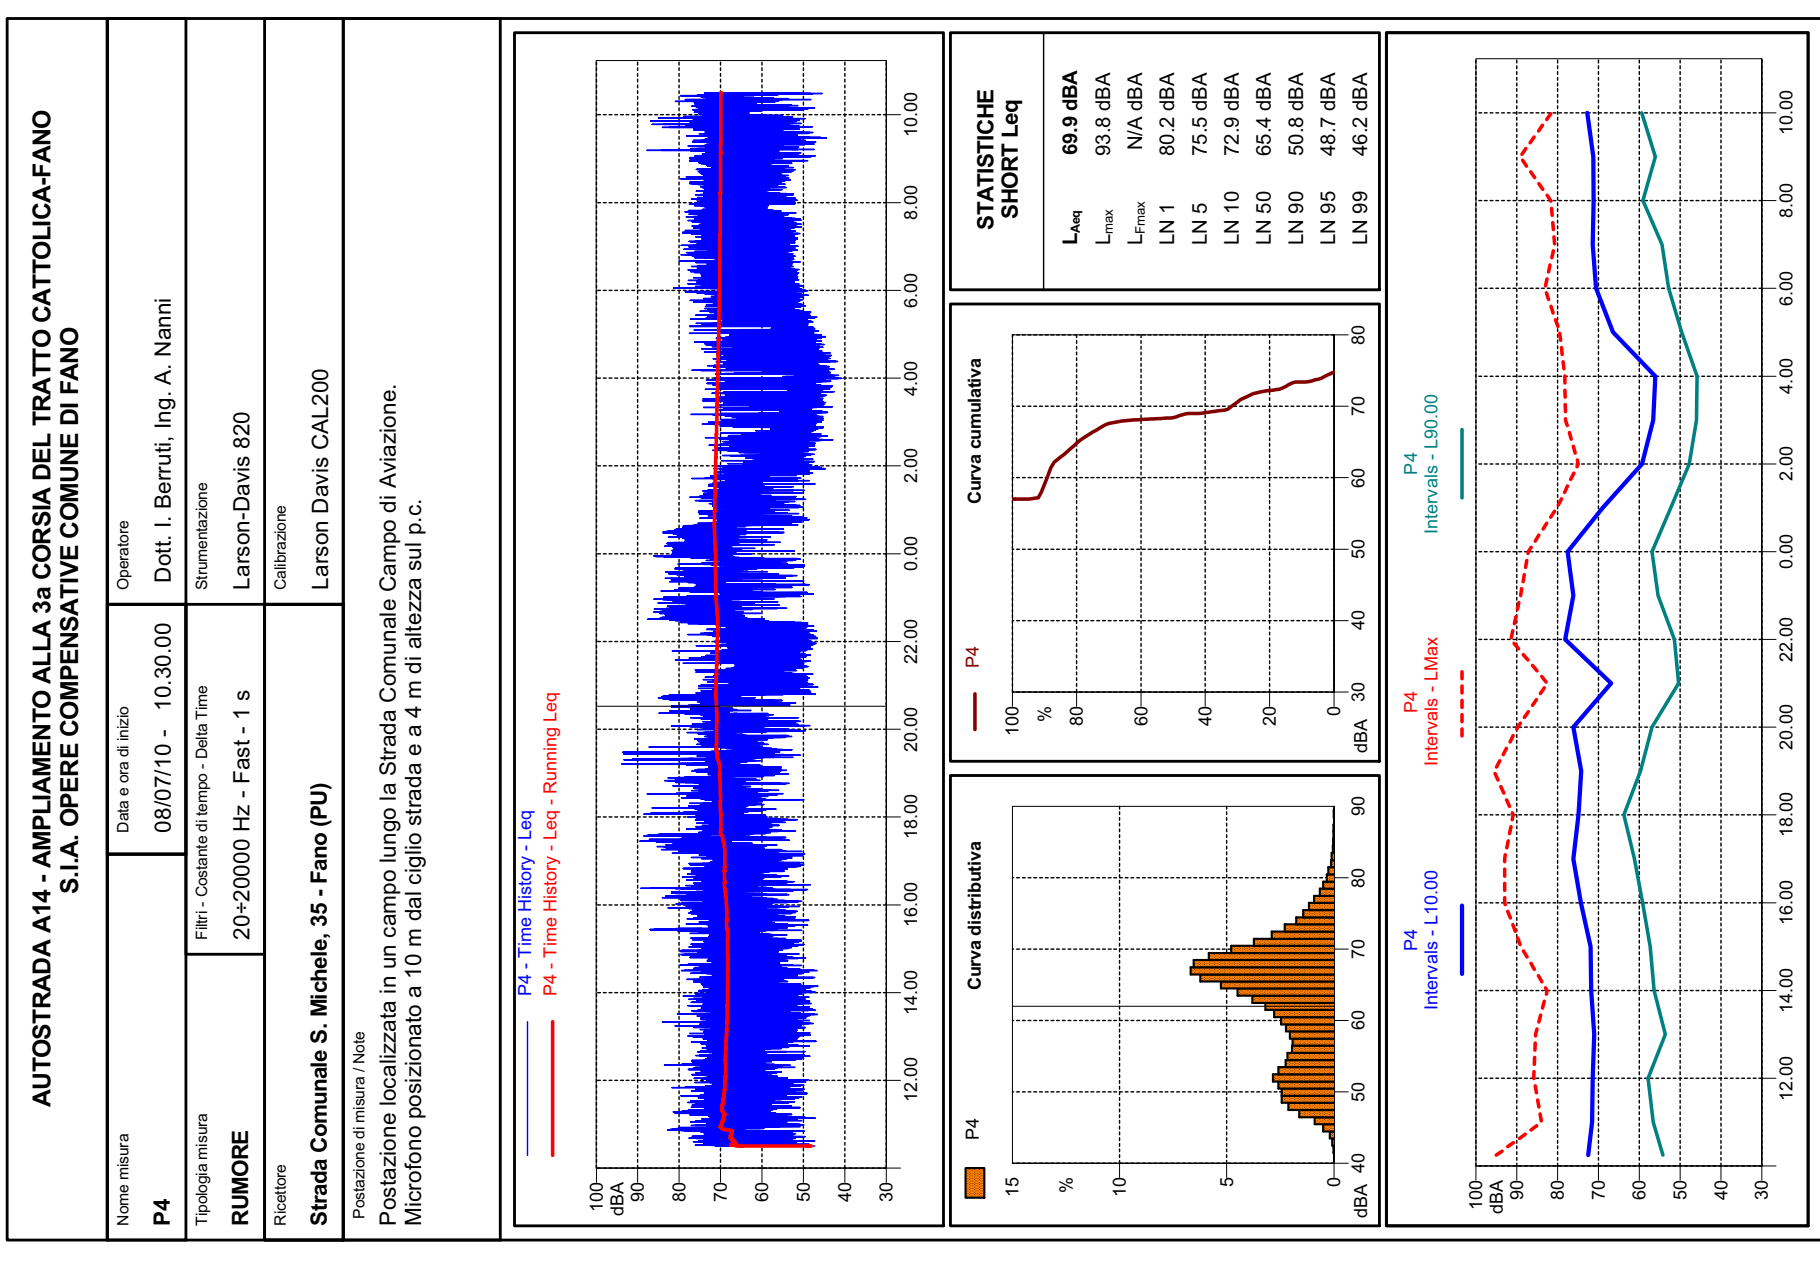 AUTOSTRADA A14 - AMPLIAMENTO ALLA 3a CORSIA DEL TRATTO CATTOLICA-FANO
S.I.A. OPERE COMPENSATIVE COMUNE DI FANO
Nome misura
P4
Data e ora di inizio
08/07/10 - 10.30.00
Operatore
Dott. I. Berruti, Ing. A. Nanni
Tipologia misura
RUMORE
Filtri - Costante di tempo - Delta Time
20÷20000 Hz - Fast - 1 s
Strumentazione
Larson-Davis 820
Ricettore
Strada Comunale S. Michele, 35 - Fano (PU)
Calibrazione
Larson Davis CAL200
Postazione di misura / Note
Postazione localizzata in un campo lungo la Strada Comunale Campo di Aviazione.
Microfono posizionato a 10 m dal ciglio strada e a 4 m di altezza sul p.c.
P4 - Time History - Leq
P4 - Time History - Leq - Running Leq
100
dBA
90
80
70
60
50
40
30
12.00 14.00 16.00 18.00 20.00 22.00 0.00 2.00 4.00 6.00 8.00 10.00
P4
Curva distributiva
15
%
10
5
0
dBA
40 50 60 70 80 90
P4
Curva cumulativa
100
%
80
60
40
20
0
dBA
30 40 50 60 70 80
STATISTICHE
SHORT Leq
LAeq 69.9 dBA
Lmax 93.8 dBA
LFmax N/A dBA
LN 1 80.2 dBA
LN 5 75.5 dBA
LN 10 72.9 dBA
LN 50 65.4 dBA
LN 90 50.8 dBA
LN 95 48.7 dBA
LN 99 46.2 dBA
P4
Intervals - L10.00
P4
Intervals - LMax
P4
Intervals - L90.00
100
dBA
90
80
70
60
50
40
30
12.00 14.00 16.00 18.00 20.00 22.00 0.00 2.00 4.00 6.00 8.00 10.00